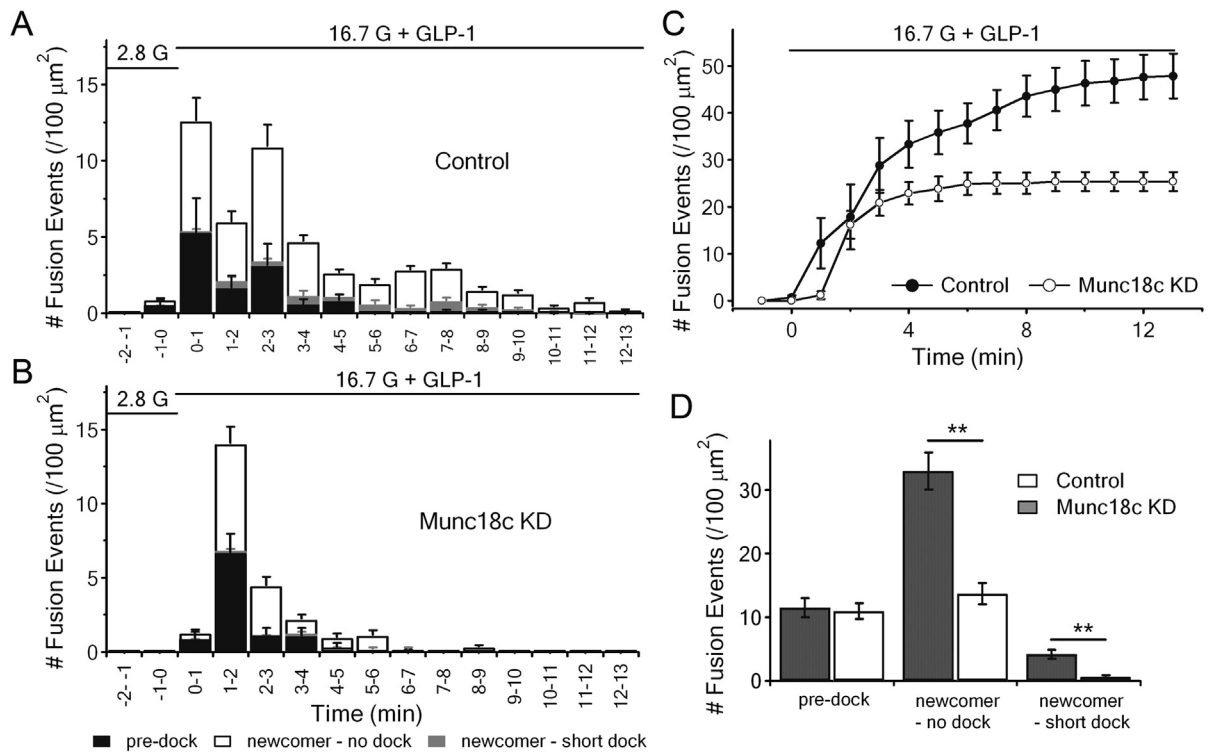 A
16.7 G + GLP-1
2.8 G
Control
# Fusion Events (/100 μm²)
15
10
5
0
-2- -1
-1-0
0-1
1-2
2-3
3-4
4-5
5-6
6-7
7-8
8-9
9-10
10-11
11-12
12-13
B
16.7 G + GLP-1
2.8 G
Munc18c KD
# Fusion Events (/100 μm²)
15
10
5
0
-2- -1
-1-0
0-1
1-2
2-3
3-4
4-5
5-6
6-7
7-8
8-9
9-10
10-11
11-12
12-13
Time (min)
pre-dock newcomer - no dock newcomer - short dock
C
16.7 G + GLP-1
# Fusion Events (/100 μm²)
50
40
30
20
10
0
Control Munc18c KD
0 4 8 12
Time (min)
D
# Fusion Events (/100 μm²)
30
20
10
0
**
**
Control
Munc18c KD
pre-dock
newcomer
- no dock
newcomer
- short dock